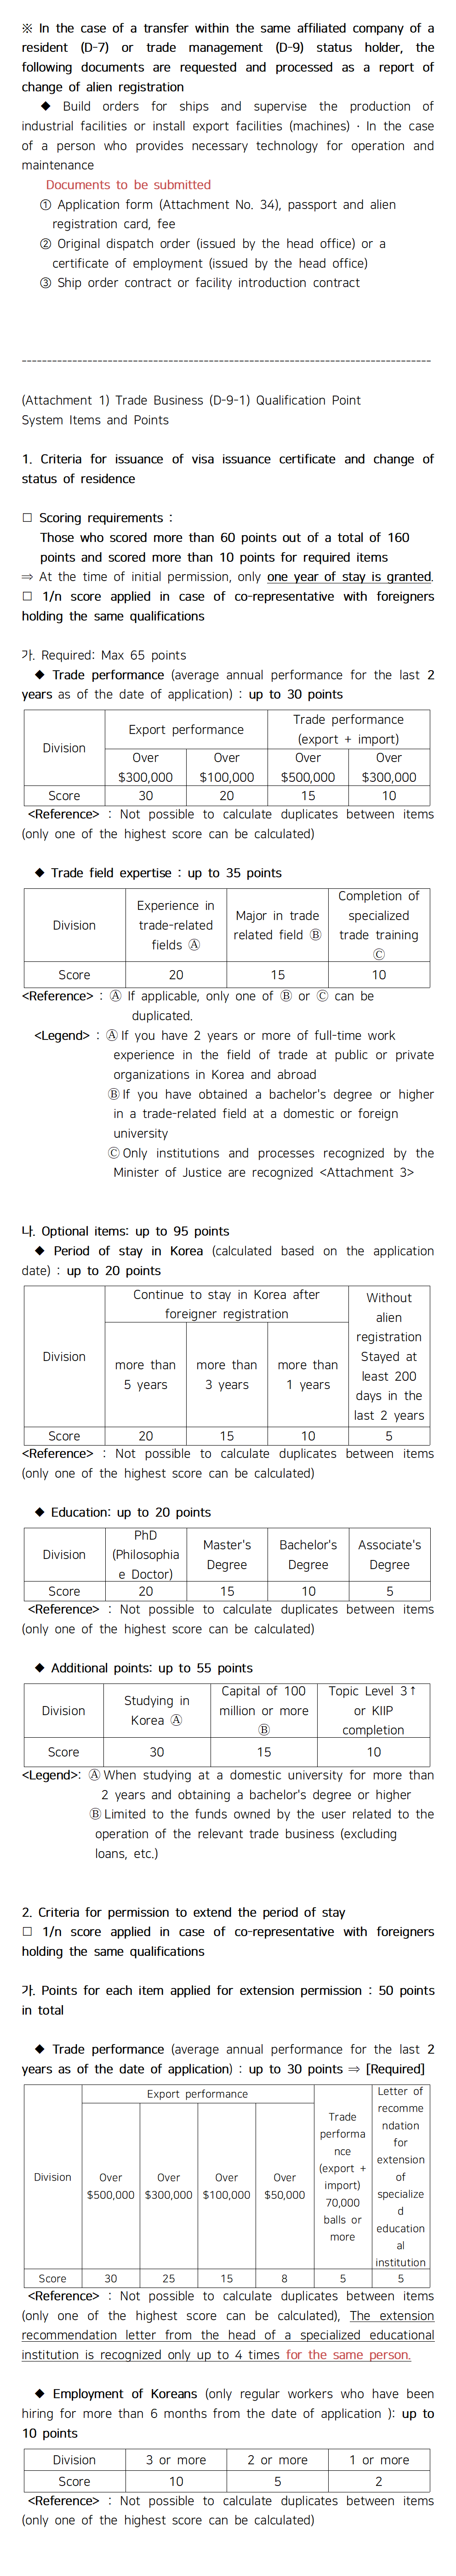 ※ In the case of a transfer within the same affiliated company of a
resident (D-7) or trade management (D-9) status holder, the
following documents are requested and processed as a report of
change of alien registration
◆ Build orders for ships and supervise the production of
industrial facilities or install export facilities (machines) · In the case
of a person who provides necessary technology for operation and
maintenance
Documents to be submitted
① Application form (Attachment No. 34), passport and alien
registration card, fee
② Original dispatch order (issued by the head office) or a
certificate of employment (issued by the head office)
③ Ship order contract or facility introduction contract
--------------------------------------------------------------------------------
(Attachment 1) Trade Business (D-9-1) Qualification Point
System Items and Points
1. Criteria for issuance of visa issuance certificate and change of
status of residence
□ Scoring requirements :
Those who scored more than 60 points out of a total of 160
points and scored more than 10 points for required items
⇒ At the time of initial permission, only one year of stay is granted.
□ 1/n score applied in case of co-representative with foreigners
holding the same qualifications
가. Required: Max 65 points
◆ Trade performance (average annual performance for the last 2
years as of the date of application) : up to 30 points
Division
Export performance
Trade performance
(export + import)
Over
$300,000
Over
$100,000
Over
$500,000
Over
$300,000
Score 30 20 15 10
<Reference> : Not possible to calculate duplicates between items
(only one of the highest score can be calculated)
◆ Trade field expertise : up to 35 points
Division
Experience in
trade-related
fields Ⓐ
Major in trade
related field Ⓑ
Completion of
specialized
trade training
Ⓒ
Score 20 15 10
<Reference> : Ⓐ If applicable, only one of Ⓑ or Ⓒ can be
duplicated.
<Legend> : Ⓐ If you have 2 years or more of full-time work
experience in the field of trade at public or private
organizations in Korea and abroad
Ⓑ If you have obtained a bachelor's degree or higher
in a trade-related field at a domestic or foreign
university
Ⓒ Only institutions and processes recognized by the
Minister of Justice are recognized <Attachment 3>
나. Optional items: up to 95 points
◆ Period of stay in Korea (calculated based on the application
date) : up to 20 points
Division
Continue to stay in Korea after
foreigner registration
more than
5 years
more than
3 years
more than
1 years
Without
alien
registration
Stayed at
least 200
days in the
last 2 years
Score 20 15 10 5
<Reference> : Not possible to calculate duplicates between items
(only one of the highest score can be calculated)
◆ Education: up to 20 points
Division
PhD
(Philosophia
e Doctor)
Master's
Degree
Bachelor's
Degree
Associate's
Degree
Score 20 15 10 5
<Reference> : Not possible to calculate duplicates between items
(only one of the highest score can be calculated)
◆ Additional points: up to 55 points
Division
Studying in
Korea Ⓐ
Capital of 100
million or more
Ⓑ
Topic Level 3↑
or KIIP
completion
Score 30 15 10
<Legend>: Ⓐ When studying at a domestic university for more than
2 years and obtaining a bachelor's degree or higher
Ⓑ Limited to the funds owned by the user related to the
operation of the relevant trade business (excluding
loans, etc.)
2. Criteria for permission to extend the period of stay
□ 1/n score applied in case of co-representative with foreigners
holding the same qualifications
가. Points for each item applied for extension permission : 50 points
in total
◆ Trade performance (average annual performance for the last 2
years as of the date of application) : up to 30 points ⇒ [Required]
Division
Export performance
Over
$500,000
Over
$300,000
Over
$100,000
Over
$50,000
Trade
performa
nce
(export +
import)
70,000
balls or
more
Letter of
recomme
ndation
for
extension
of
specialize
d
education
al
institution
Score 30 25 15 8 5 5
<Reference> : Not possible to calculate duplicates between items
(only one of the highest score can be calculated), The extension
recommendation letter from the head of a specialized educational
institution is recognized only up to 4 times for the same person.
◆ Employment of Koreans (only regular workers who have been
hiring for more than 6 months from the date of application ): up to
10 points
Division 3 or more 2 or more 1 or more
Score 10 5 2
<Reference> : Not possible to calculate duplicates between items
(only one of the highest score can be calculated)